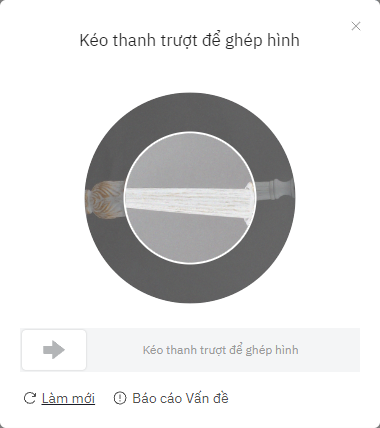 Kéo thanh trượt để ghép hình
Kéo thanh trượt để ghép hình
Làm mới
Báo cáo Vấn đề